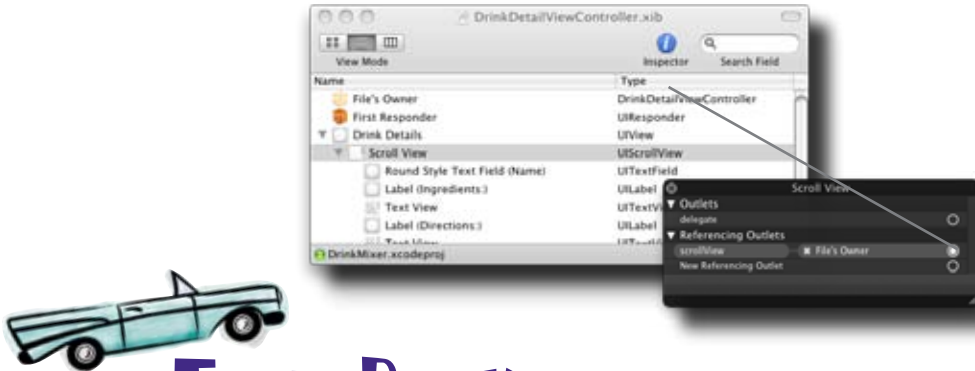 DrinkDetailViewController.xib
View Mode
Inspector
Search Field
Name
Type
File's Owner
DrinkDetailViewController
First Responder
UIResponder
Drink Details
UIView
Scroll View
UIScrollView
Round Style Text Field (Name)
UITextField
Label (Ingredients:)
UILabel
Text View
Label (Directions:)
UILabel
Text View
DrinkMixer.xcodeproj
Scroll View
Outlets
delegate
Referencing Outlets
scrollView
File's Owner
New Referencing Outlet